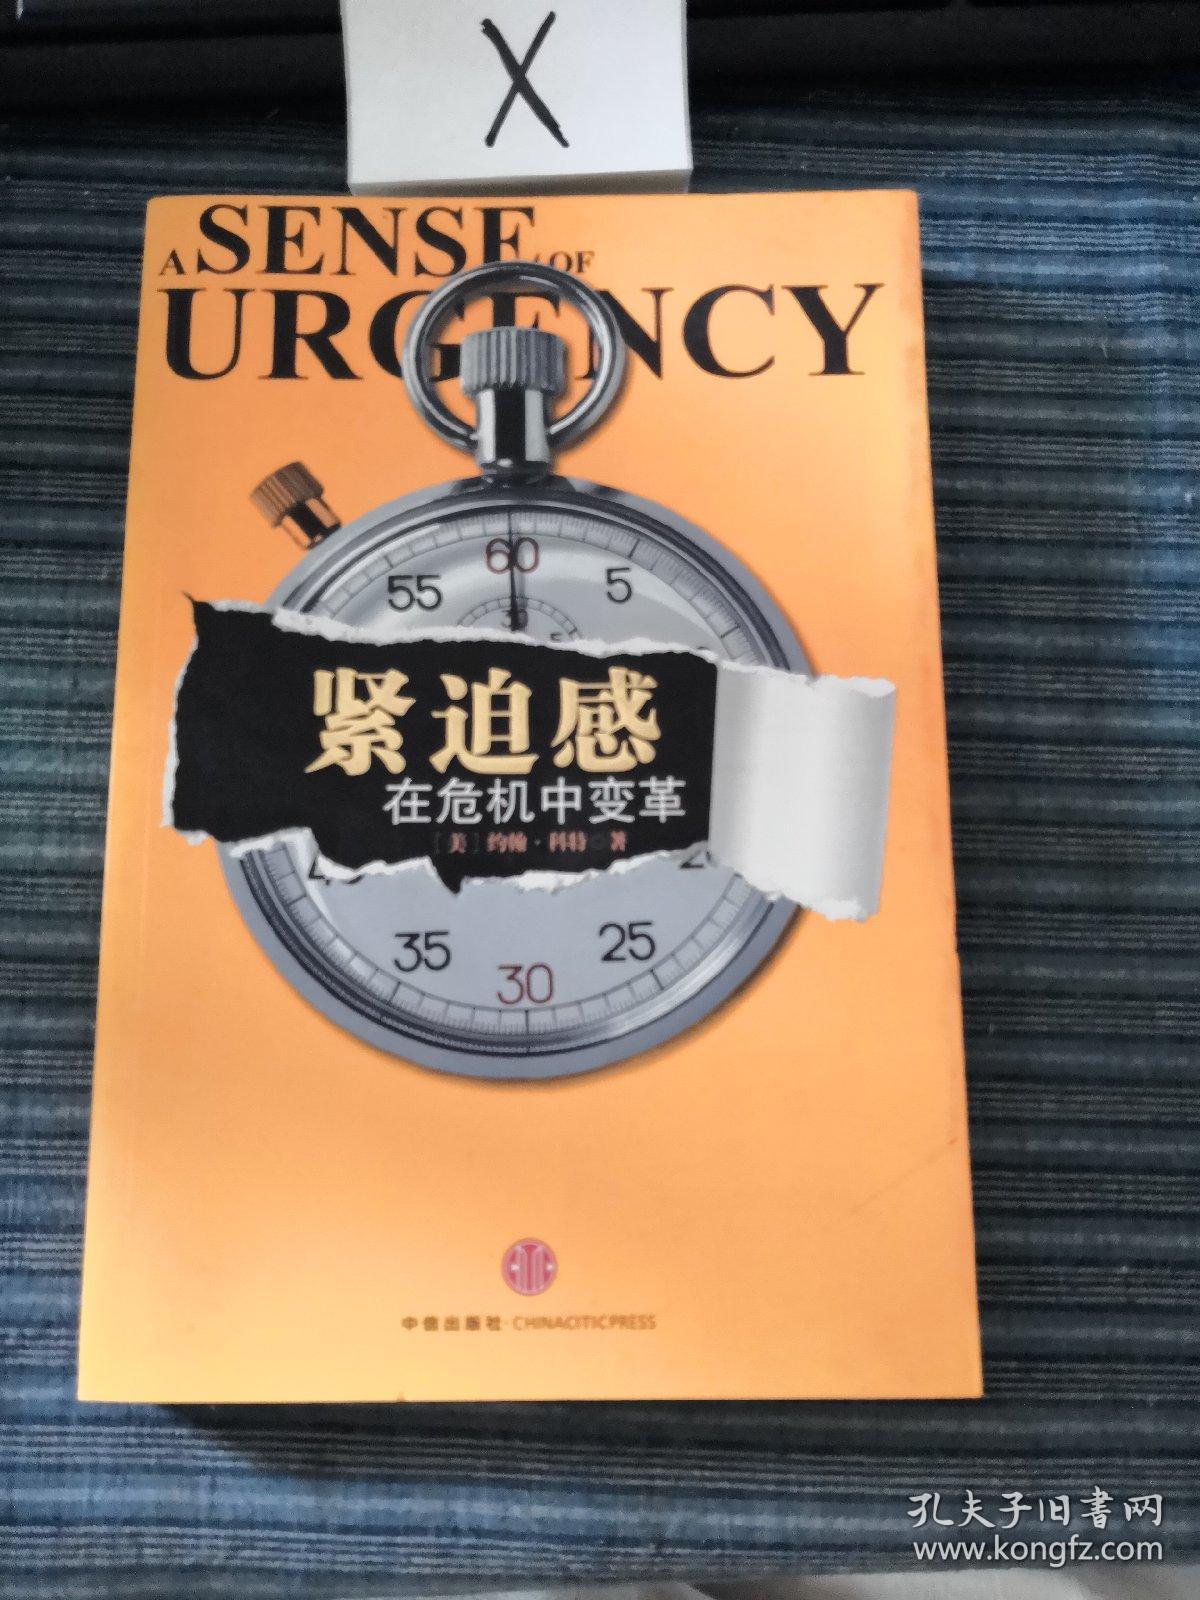 X
A SENSE OF
URGENCY
60
55
5
30
5
紧迫感
在危机中变革
[美]约翰·科特 著
35
25
30
中信出版社·CHINACITICPRESS
孔夫子旧书网
www.kongfz.com